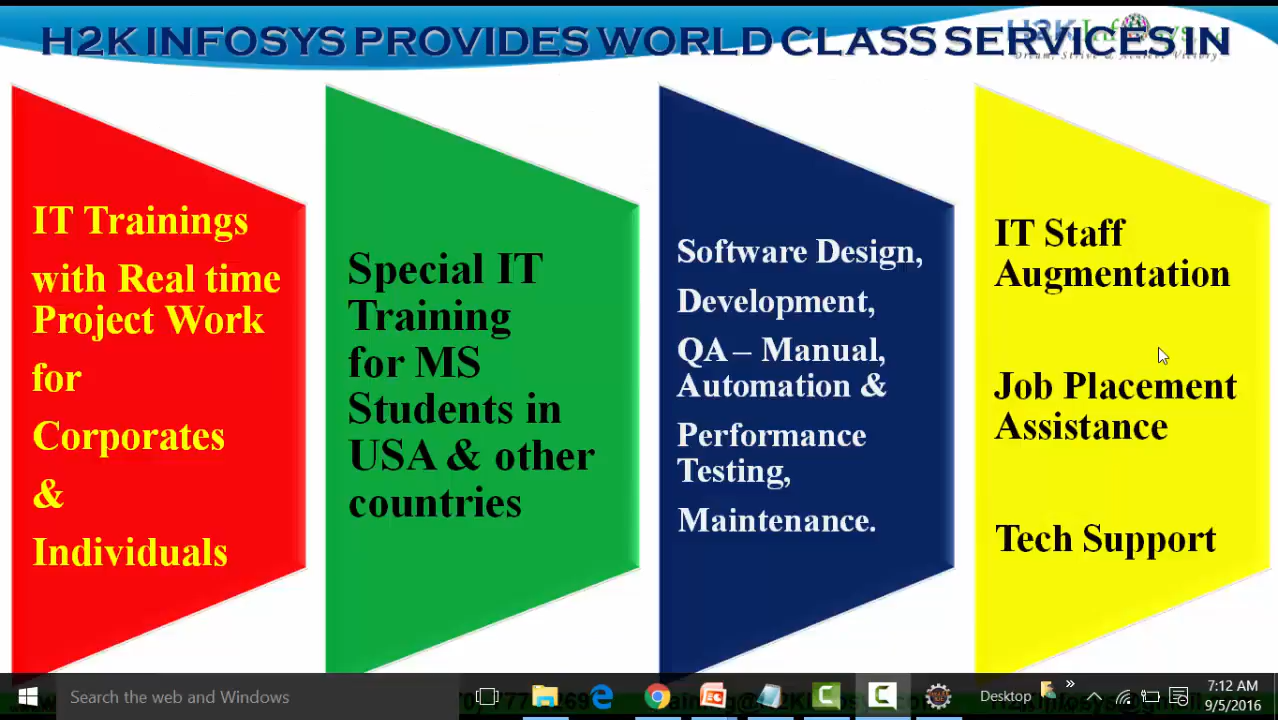 H2K INFOSYS PROVIDES WORLD CLASS SERVICES IN
IT Trainings
with Real time
Project Work
for
Corporates
&
Individuals
Special IT
Training
for MS
Students in
USA & other
countries
Software Design,
Development,
QA – Manual,
Automation &
Performance
Testing,
Maintenance.
IT Staff
Augmentation
Job Placement
Assistance
Tech Support
Search the web and Windows
Desktop
7:12 AM
9/5/2016